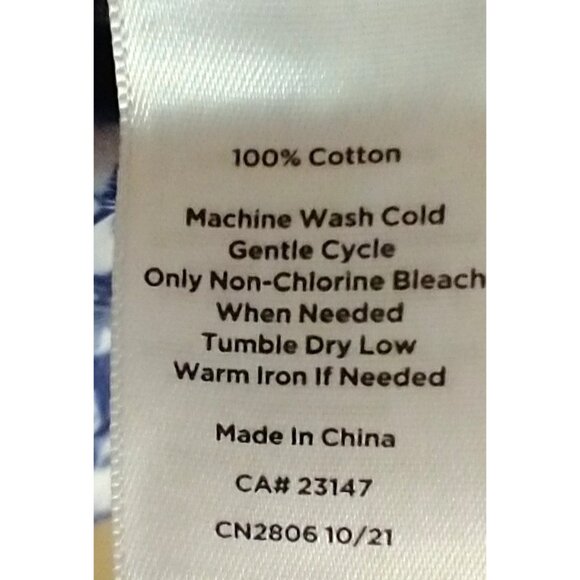 100% Cotton
Machine Wash Cold
Gentle Cycle
Only Non-Chlorine Bleach
When Needed
Tumble Dry Low
Warm Iron If Needed
Made In China
CA# 23147
CN2806 10/21